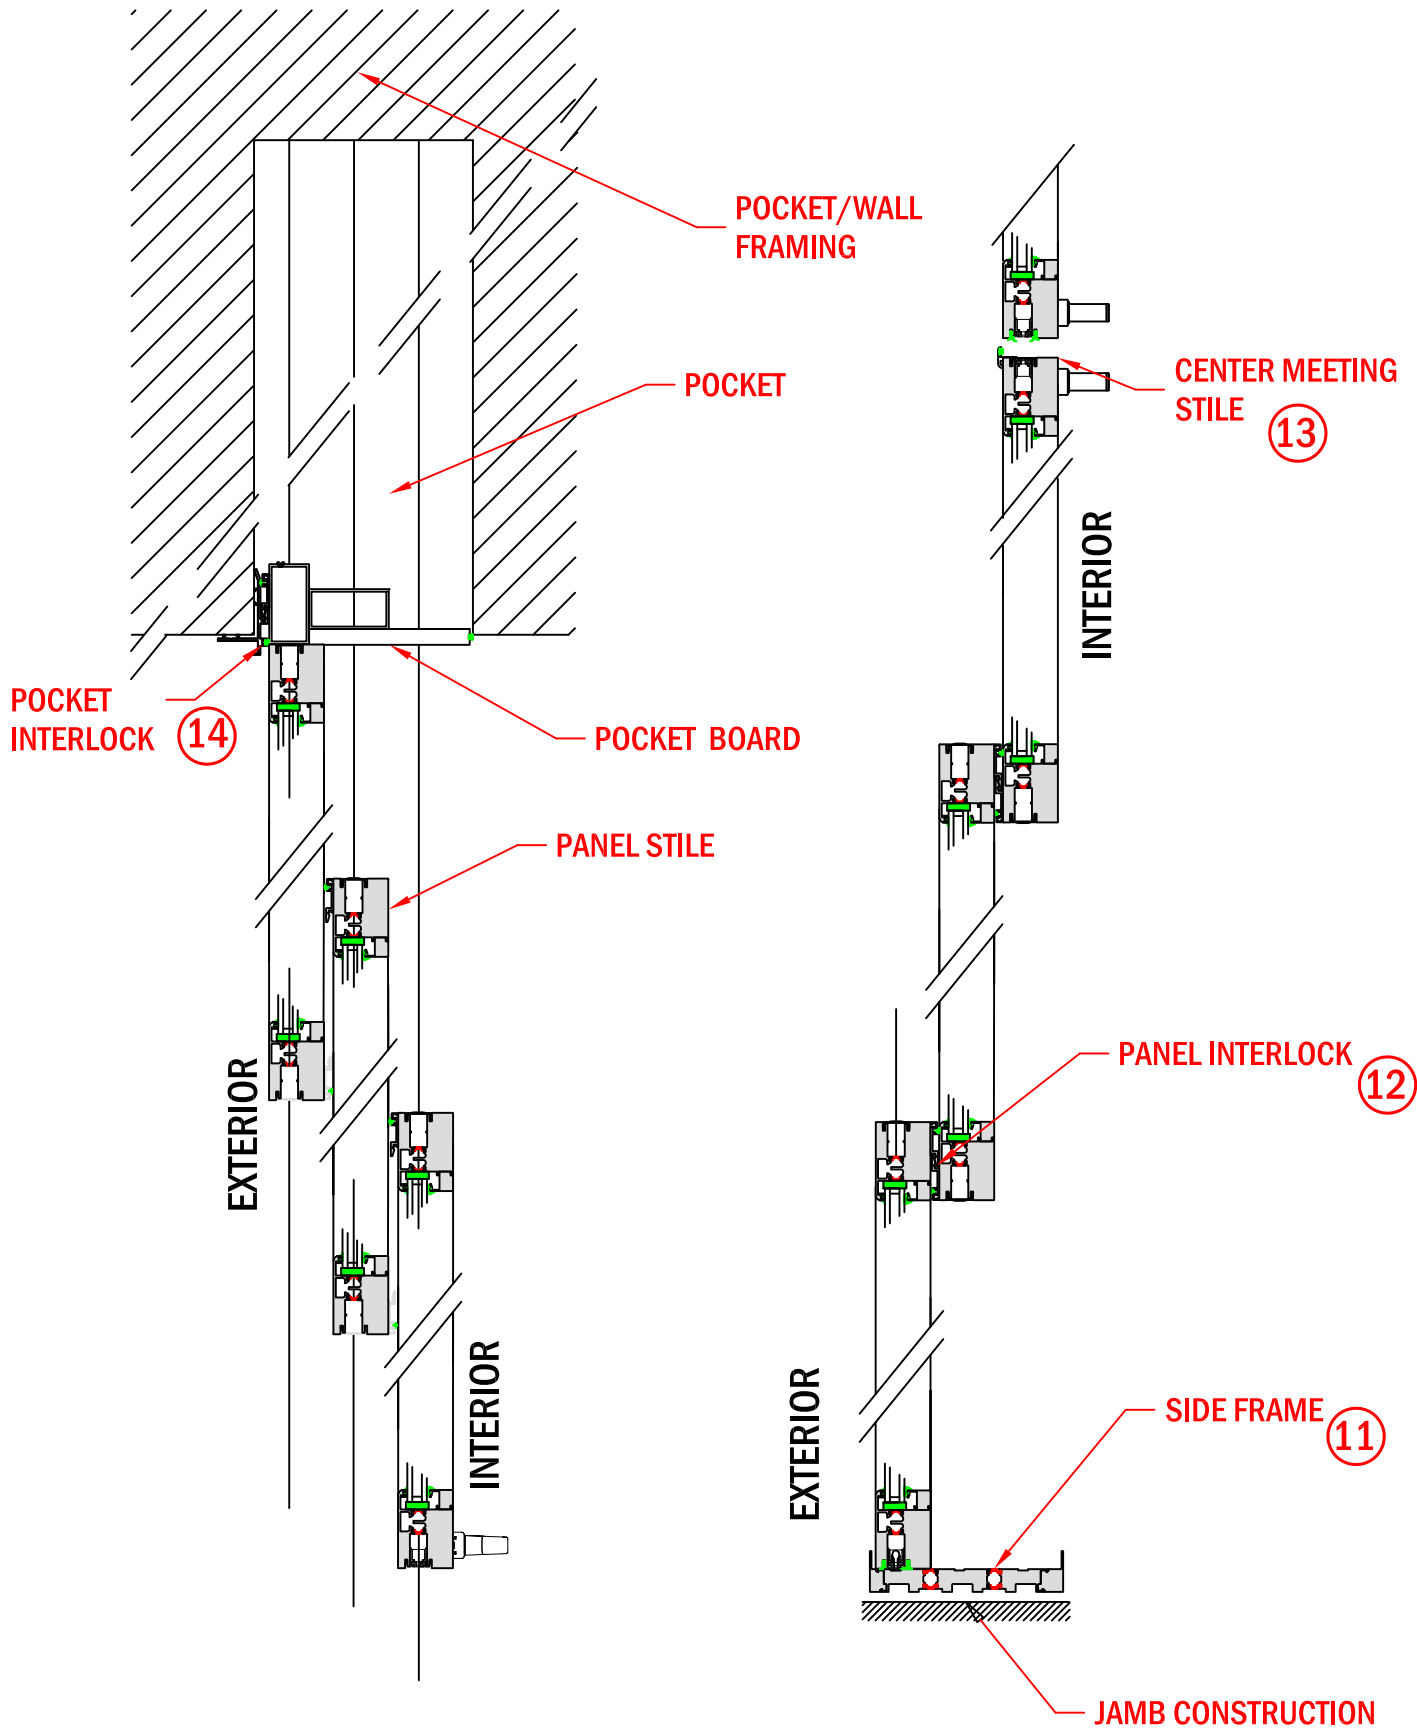 POCKET/WALL
FRAMING
POCKET
CENTER MEETING
STILE 13
INTERIOR
POCKET
INTERLOCK 14
POCKET BOARD
PANEL STILE
EXTERIOR
PANEL INTERLOCK 12
INTERIOR
EXTERIOR
SIDE FRAME 11
JAMB CONSTRUCTION